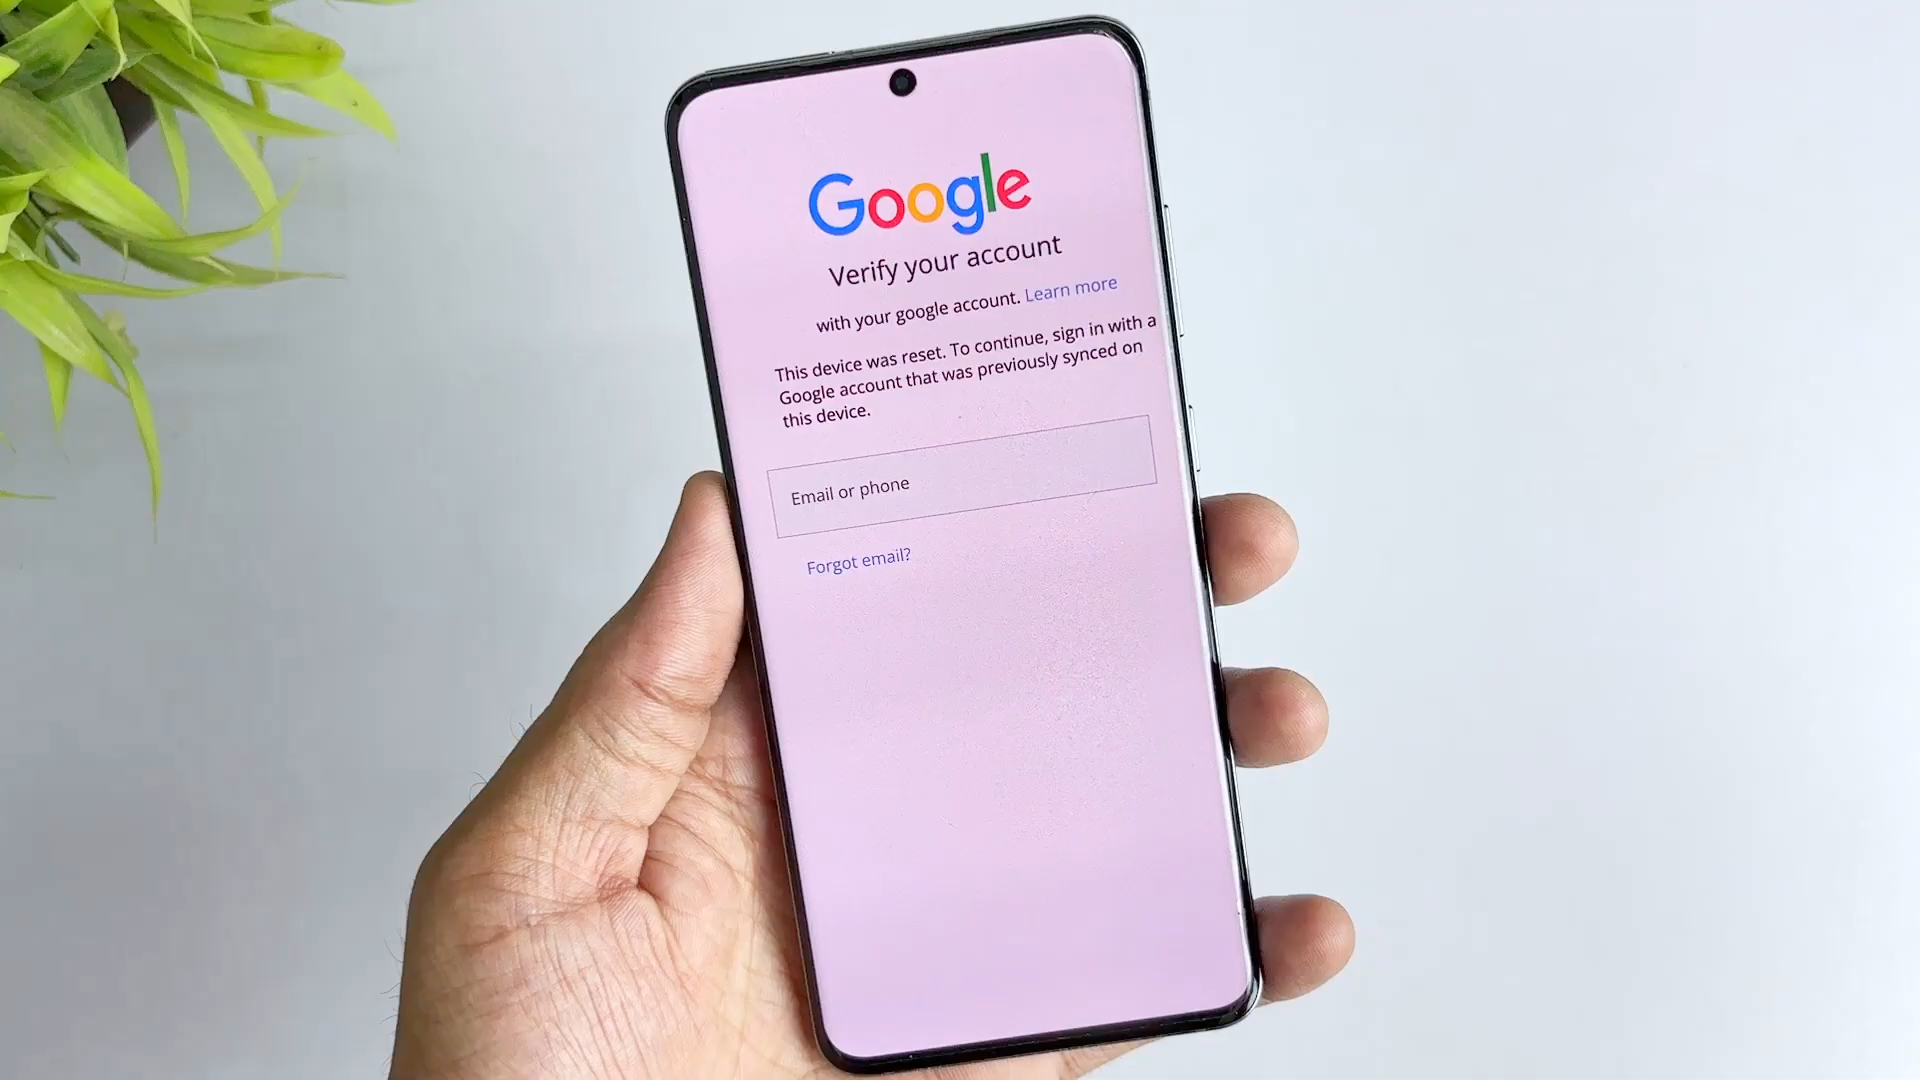 Google
Verify your account
with your google account. Learn more
This device was reset. To continue, sign in with a
Google account that was previously synced on
this device.
Email or phone
Forgot email?